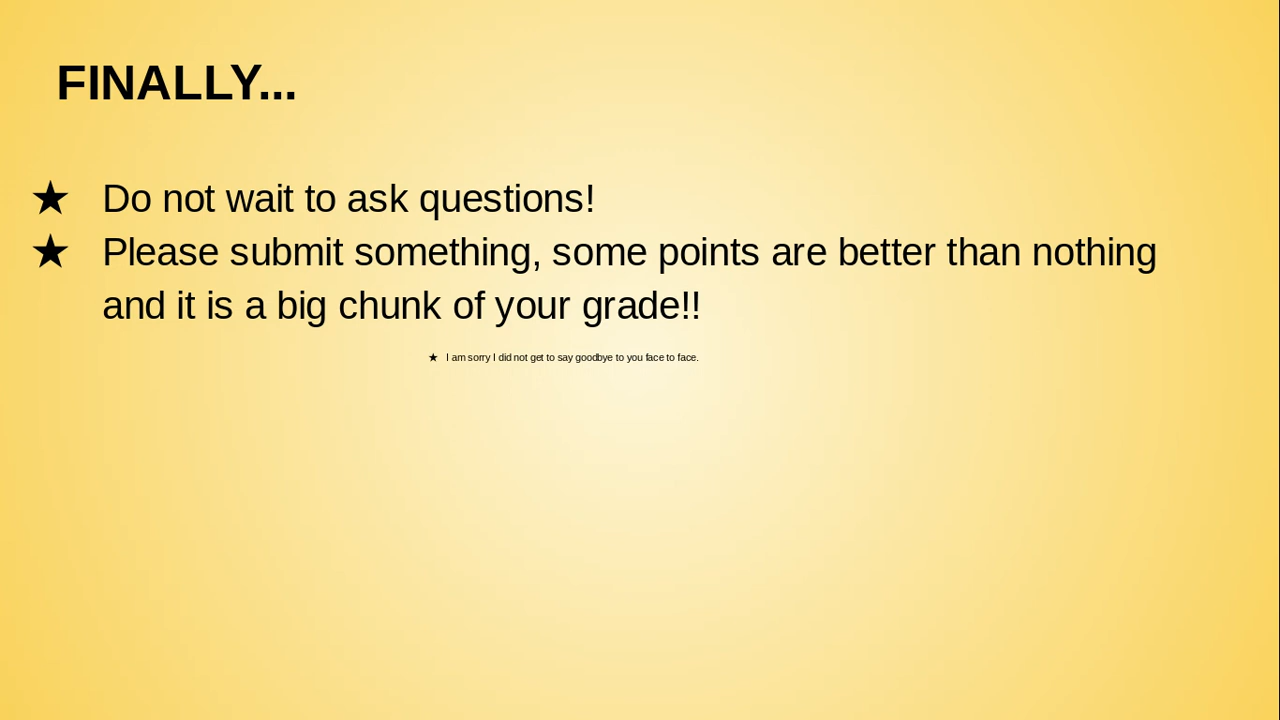 FINALLY...
★ Do not wait to ask questions!
★ Please submit something, some points are better than nothing
and it is a big chunk of your grade!!
★ I am sorry I did not get to say goodbye to you face to face.